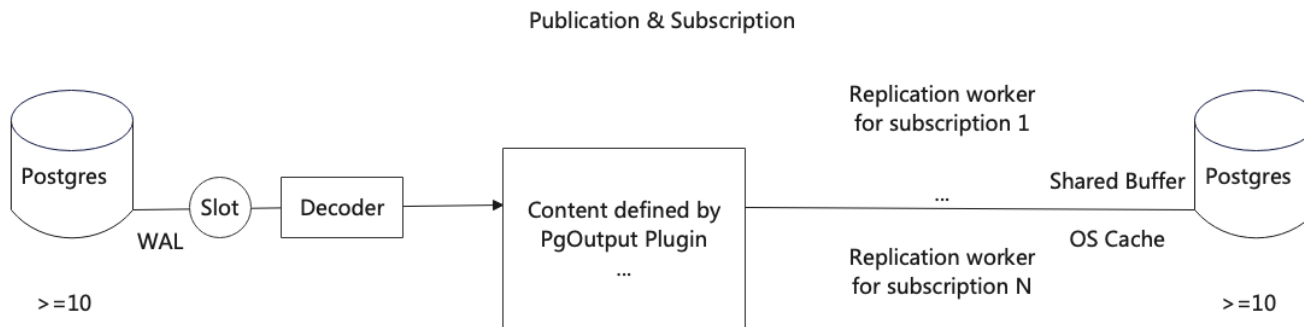 Publication & Subscription
Postgres
WAL
Slot
Decoder
Content defined by
PgOutput Plugin
...
Replication worker
for subscription 1
...
Replication worker
for subscription N
Shared Buffer
OS Cache
Postgres
>=10
>=10